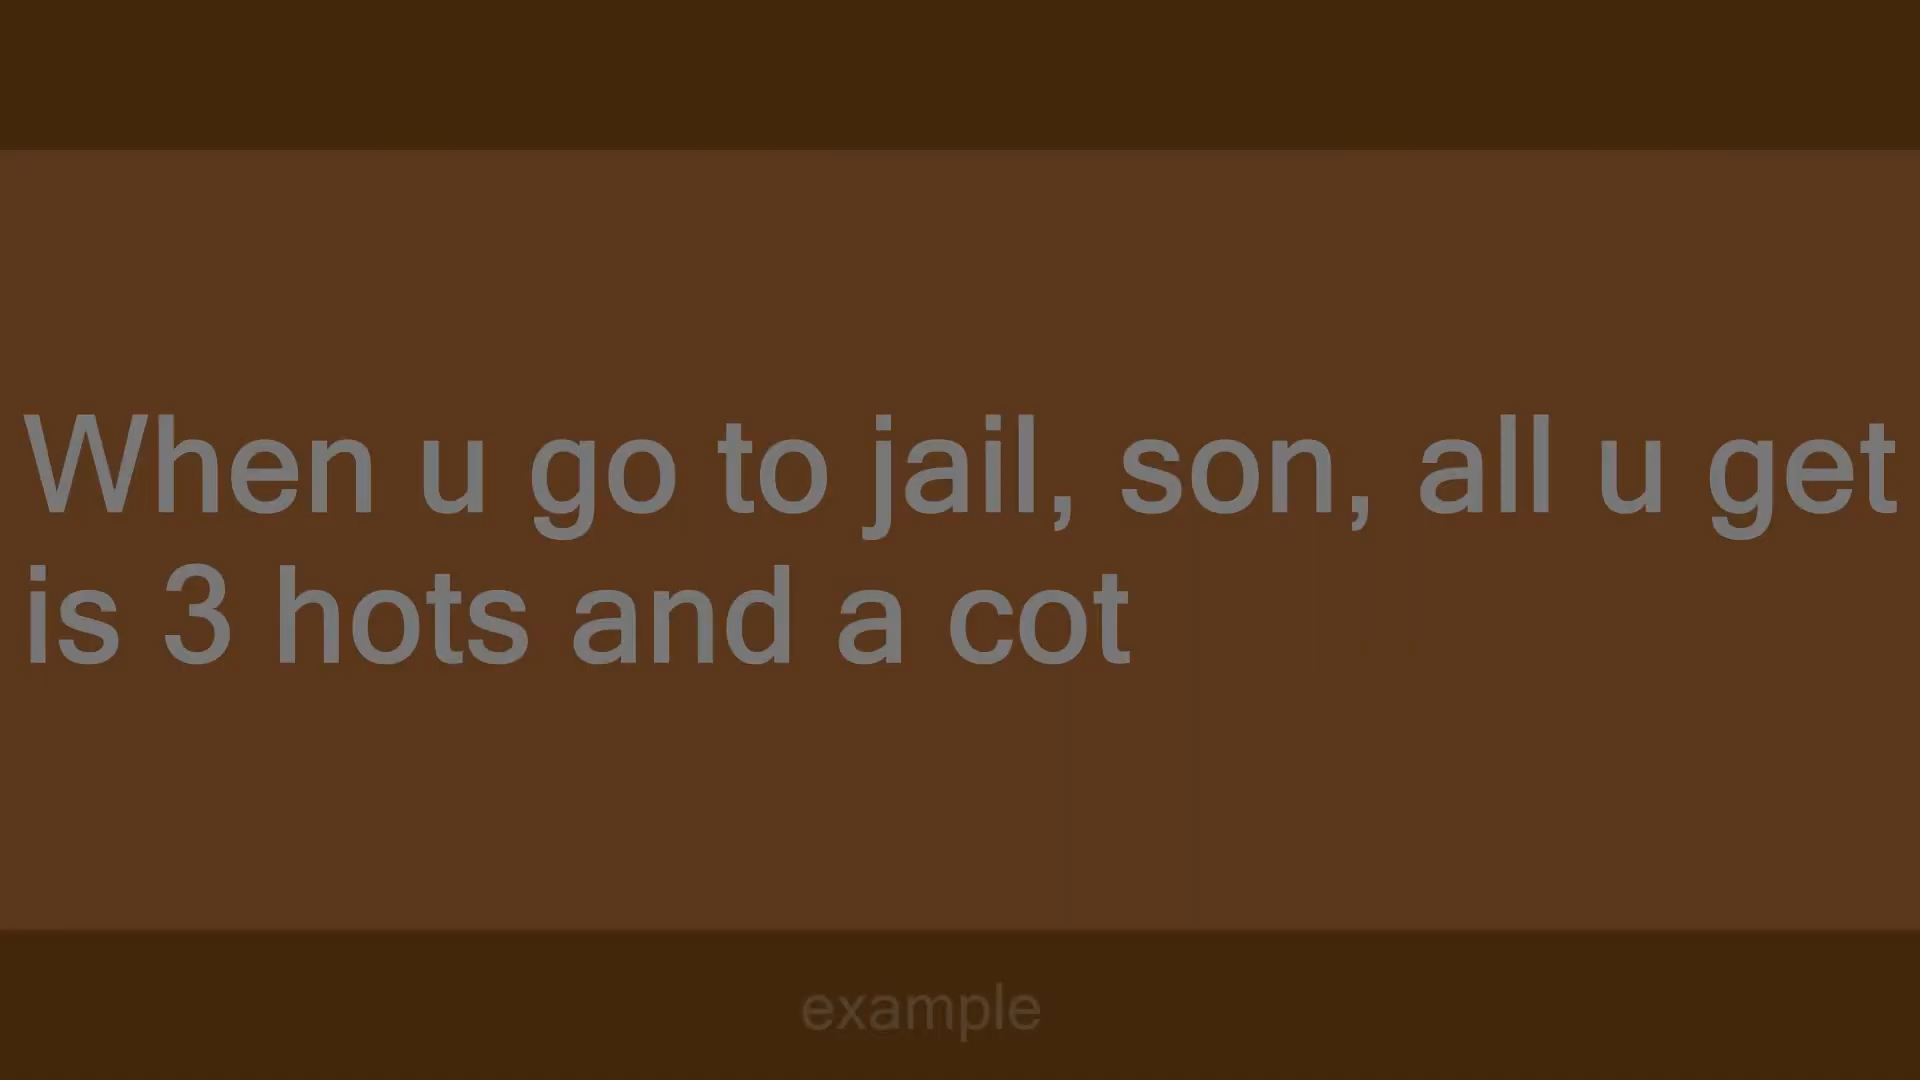 When u go to jail, son, all u get
is 3 hots and a cot
example